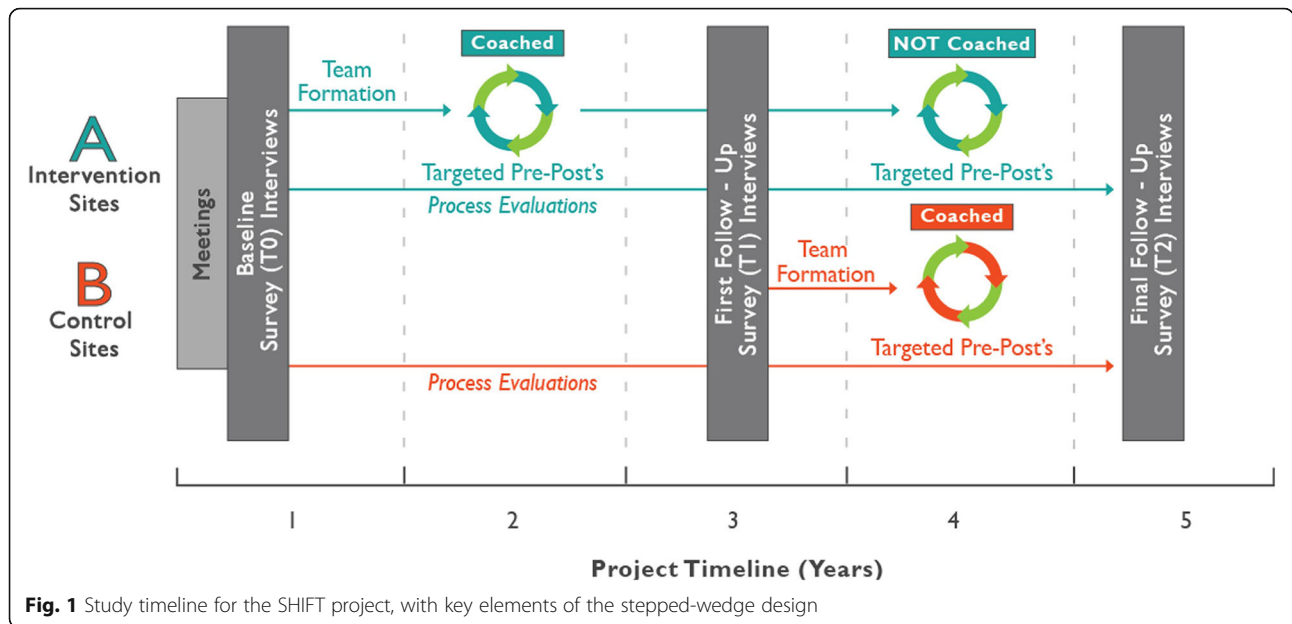 Coached
NOT Coached
Team
Formation
A
Intervention
Sites
Meetings
Baseline
Survey (T0) Interviews
Targeted Pre-Post's
Process Evaluations
First Follow - Up
Survey (T1) Interviews
Targeted Pre-Post's
Final Follow - Up
Survey (T2) Interviews
Coached
Team
Formation
B
Control
Sites
Targeted Pre-Post's
Process Evaluations
1 2 3 4 5
Project Timeline (Years)
Fig. 1 Study timeline for the SHIFT project, with key elements of the stepped-wedge design